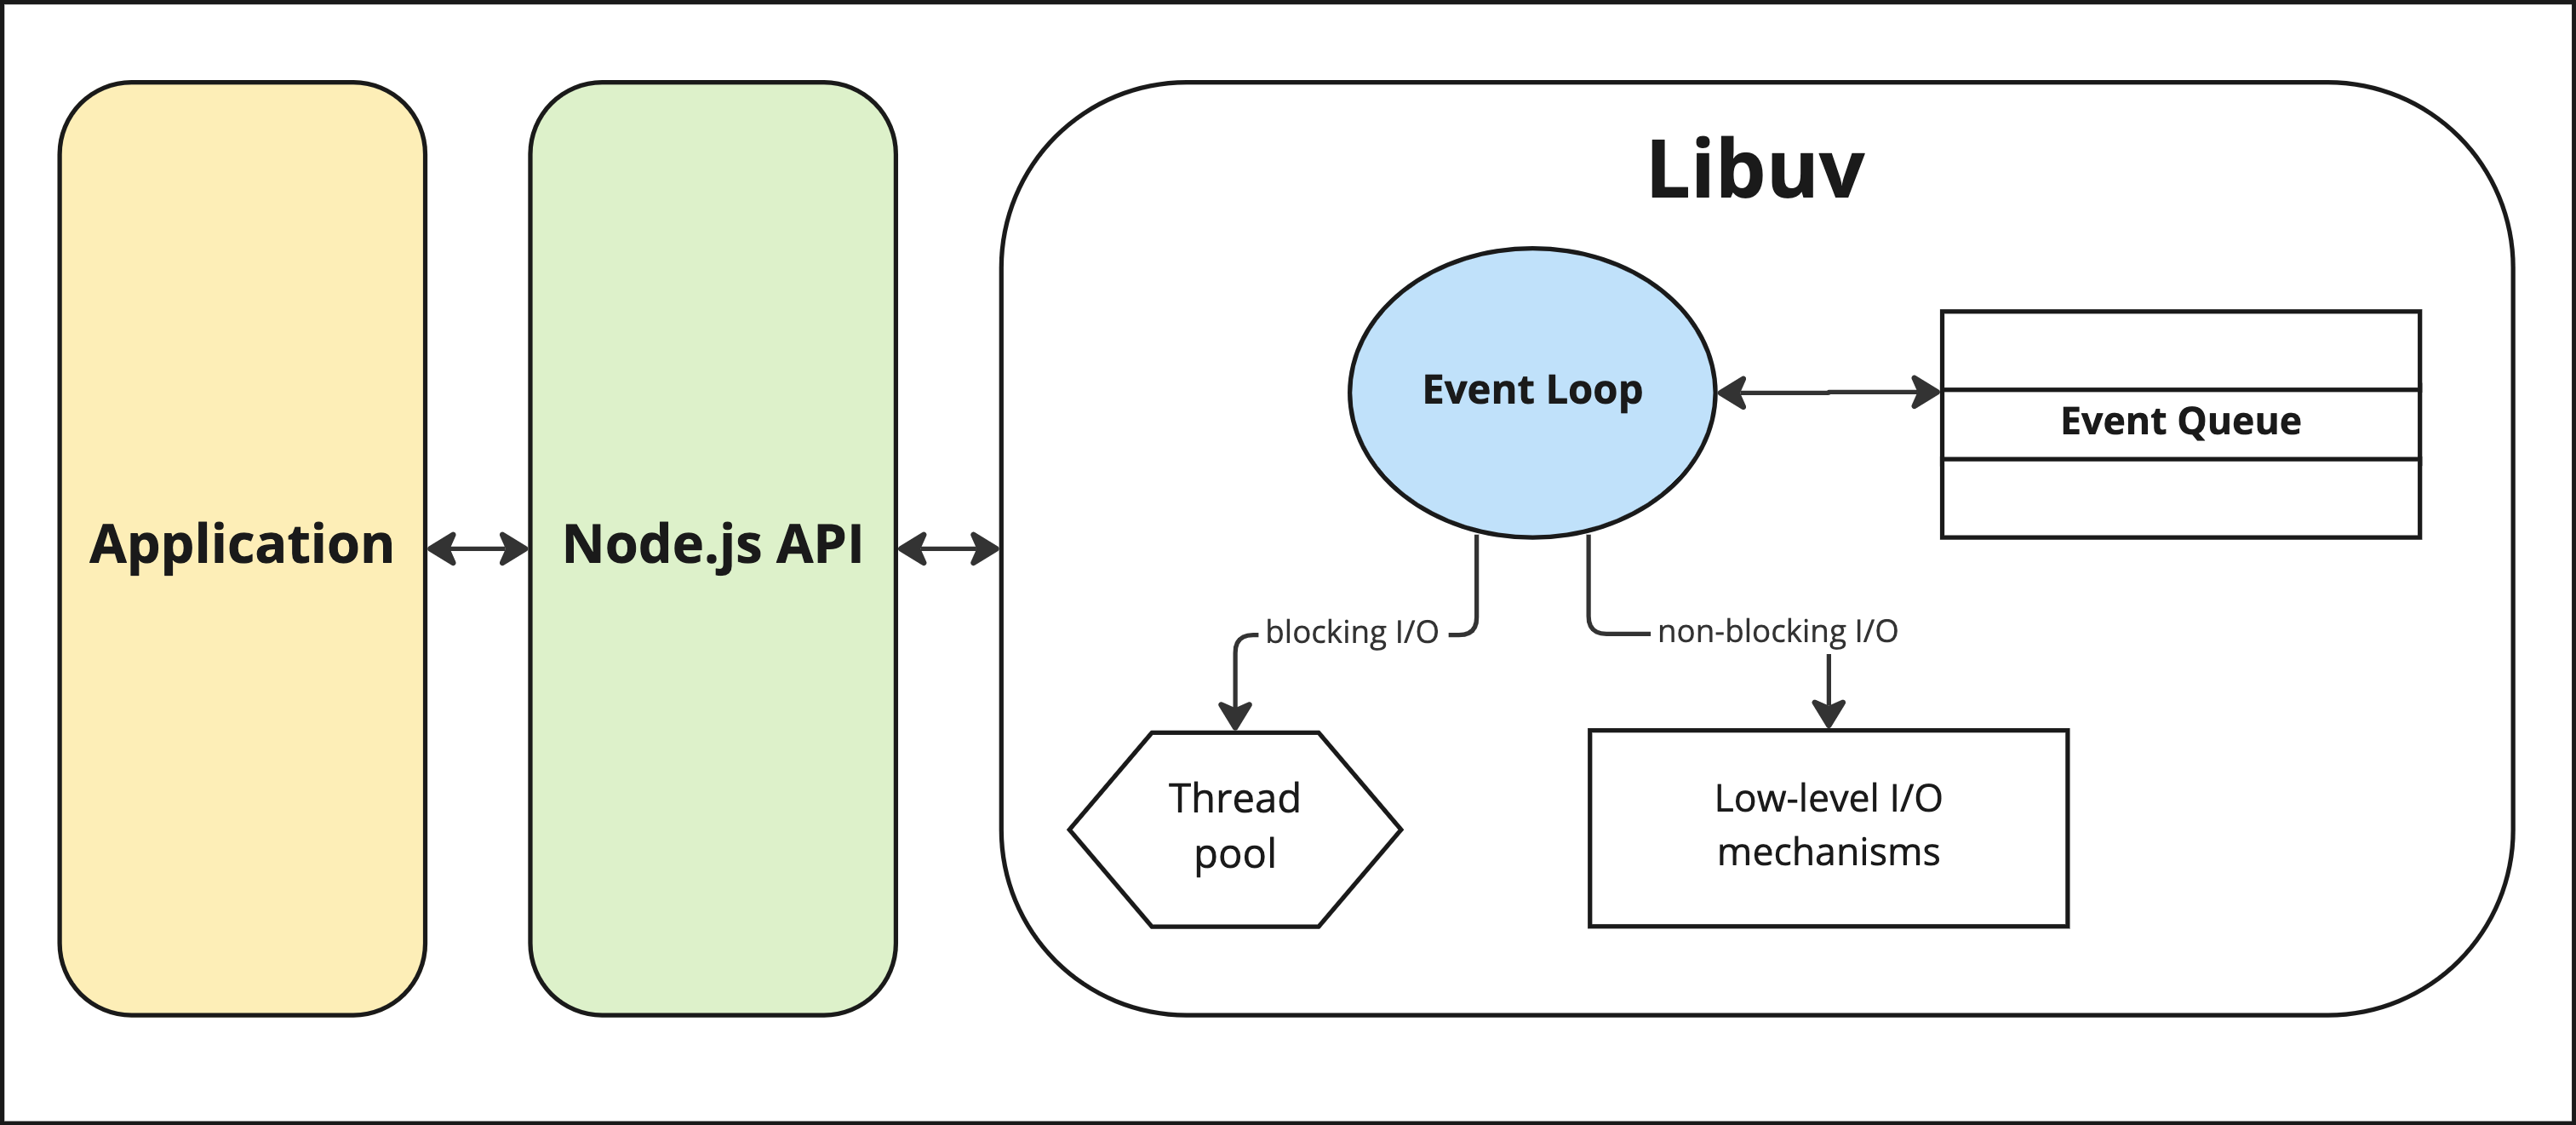 Application
Node.js API
Libuv
Event Loop
Event Queue
blocking I/O
non-blocking I/O
Thread
pool
Low-level I/O
mechanisms